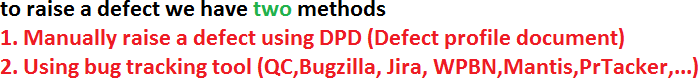 to raise a defect we have two methods
1. Manually raise a defect using DPD (Defect profile document)
2. Using bug tracking tool (QC,Bugzilla, Jira, WPBN,Mantis,PrTacker,...)